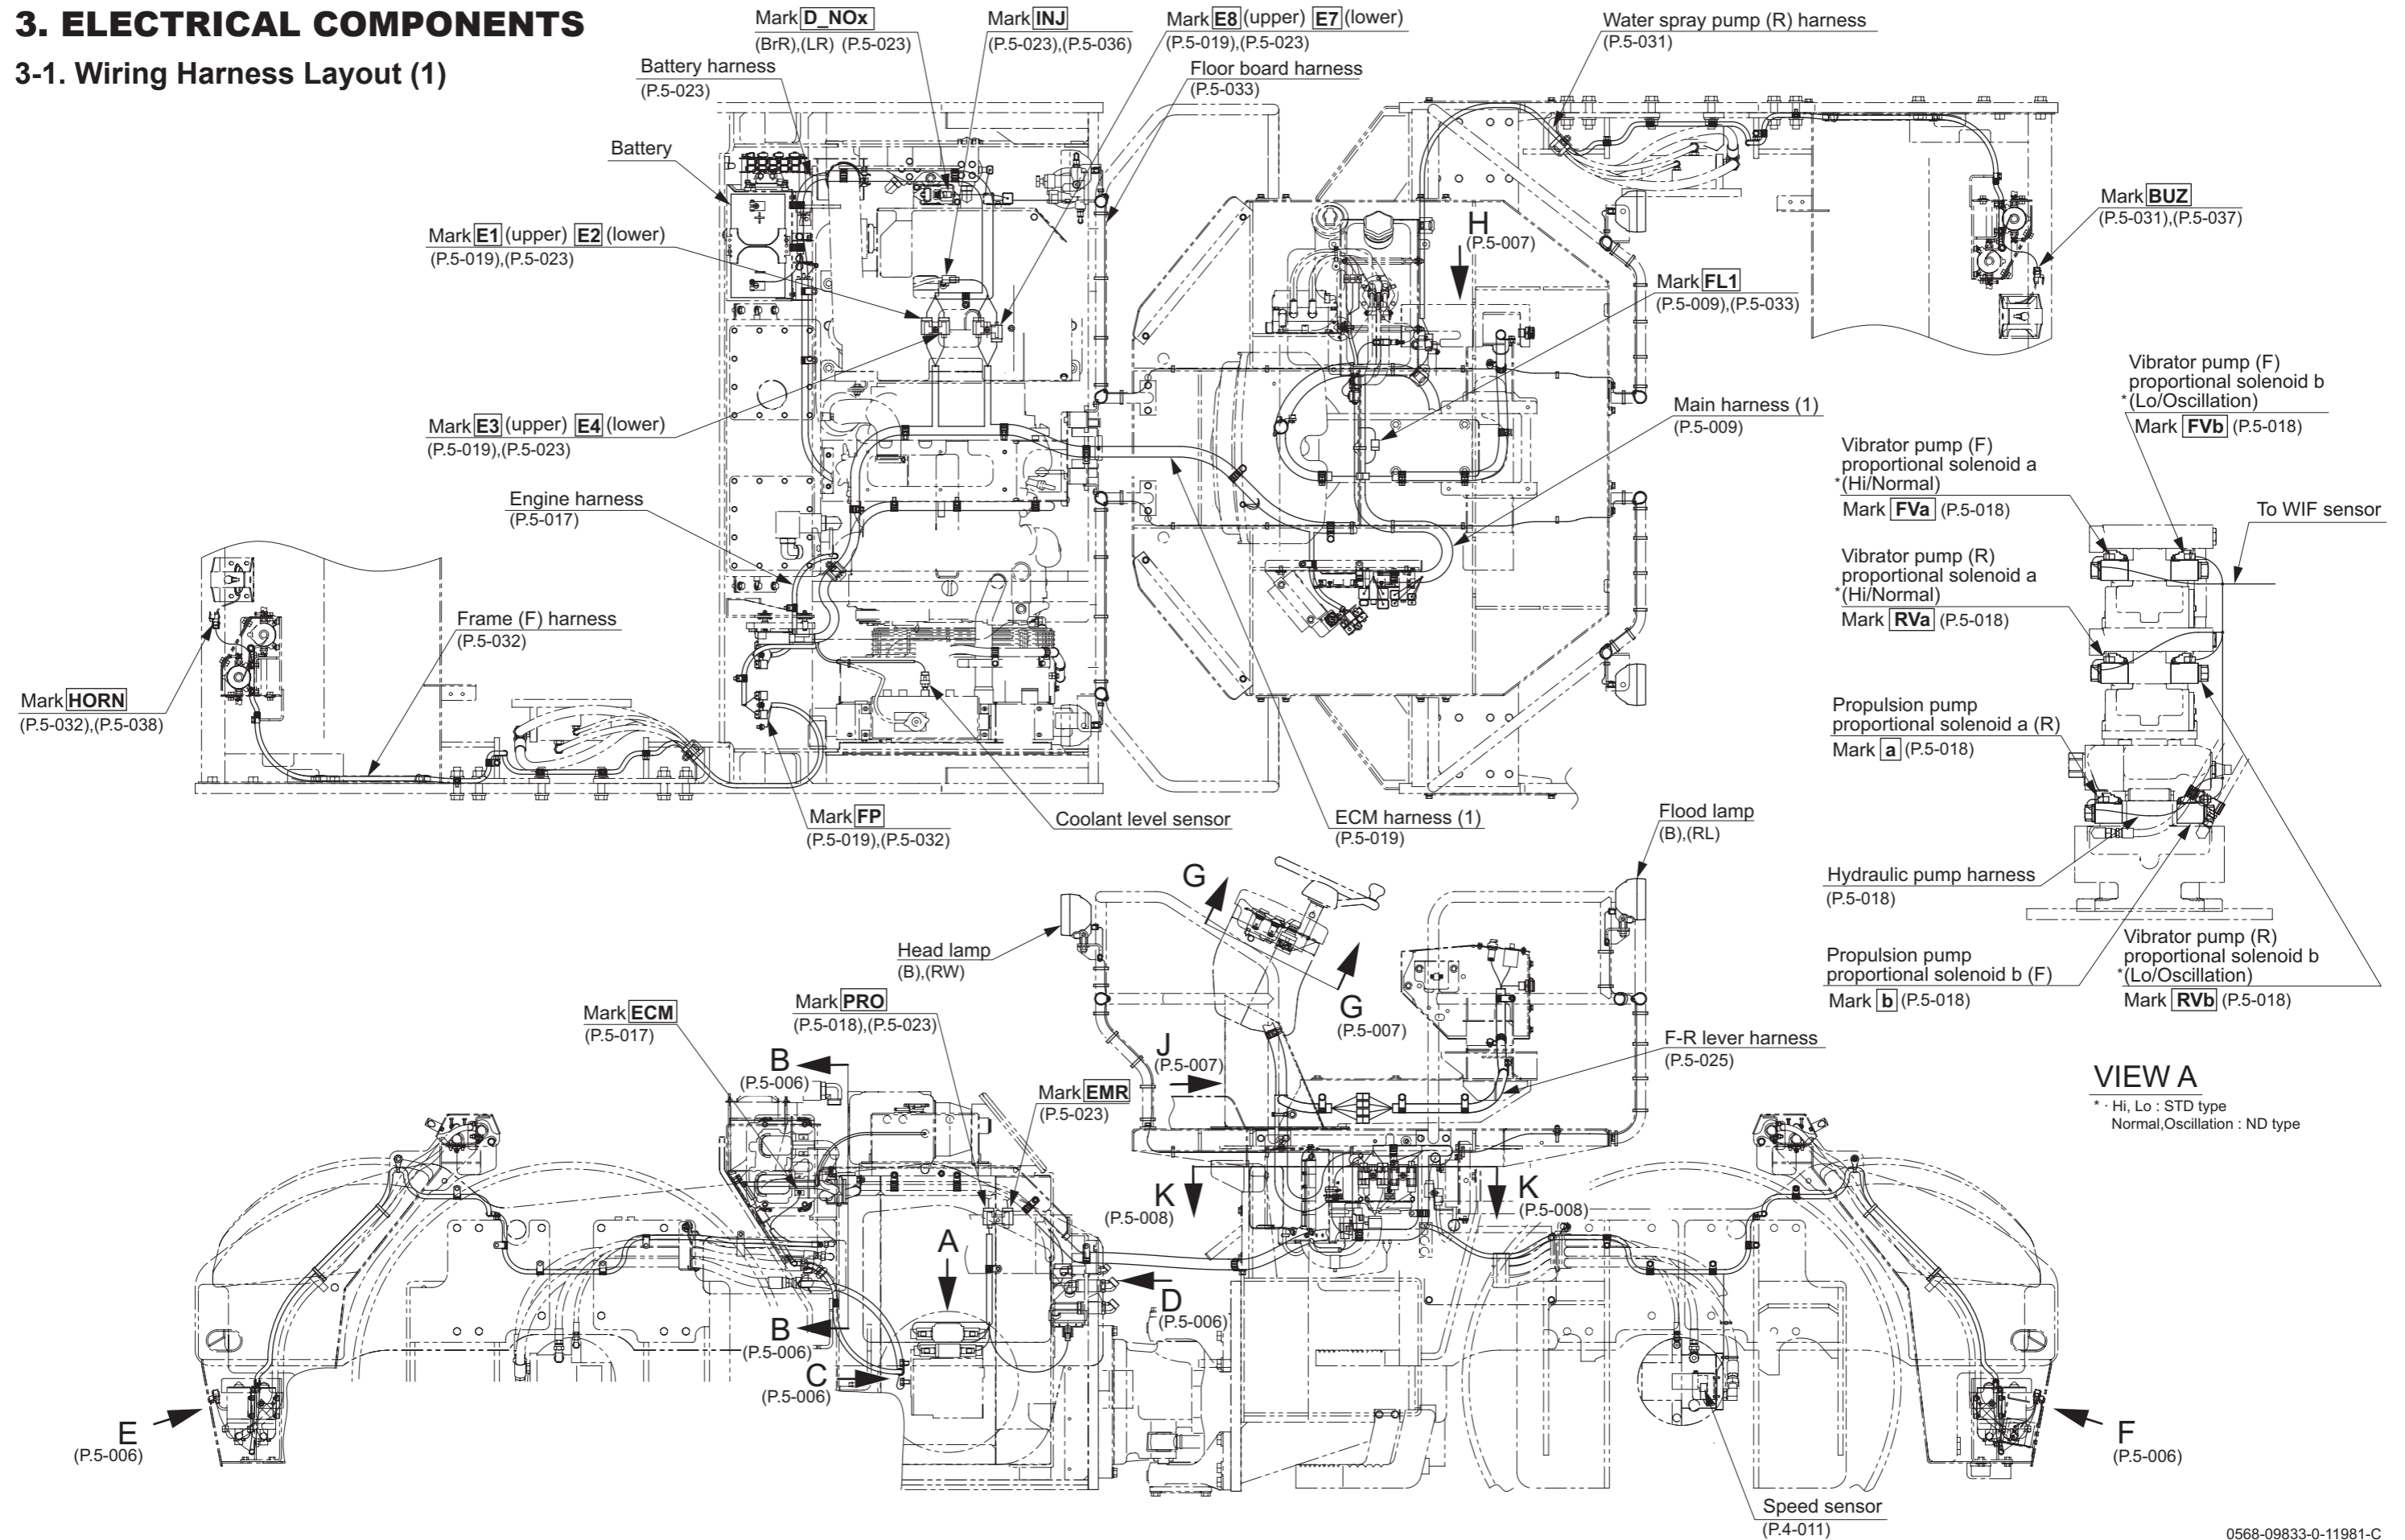 3. ELECTRICAL COMPONENTS
3-1. Wiring Harness Layout (1)
Mark D_NOx
(BrR),(LR) (P.5-023)
Mark INJ
(P.5-023),(P.5-036)
Mark E8 (upper) E7 (lower)
(P.5-019),(P.5-023)
Water spray pump (R) harness
(P.5-031)
Battery harness
(P.5-023)
Floor board harness
(P.5-033)
Battery
Mark BUZ
(P.5-031),(P.5-037)
Mark E1 (upper) E2 (lower)
(P.5-019),(P.5-023)
H
(P.5-007)
Mark FL1
(P.5-009),(P.5-033)
Vibrator pump (F)
proportional solenoid b
*(Lo/Oscillation)
Mark FVb (P.5-018)
Mark E3 (upper) E4 (lower)
(P.5-019),(P.5-023)
Main harness (1)
(P.5-009)
Vibrator pump (F)
proportional solenoid a
*(Hi/Normal)
Mark FVa (P.5-018)
Engine harness
(P.5-017)
To WIF sensor
Vibrator pump (R)
proportional solenoid a
*(Hi/Normal)
Mark RVa (P.5-018)
Frame (F) harness
(P.5-032)
Mark HORN
(P.5-032),(P.5-038)
Propulsion pump
proportional solenoid a (R)
Mark a (P.5-018)
Mark FP
(P.5-019),(P.5-032)
Coolant level sensor
ECM harness (1)
(P.5-019)
Flood lamp
(B),(RL)
Hydraulic pump harness
(P.5-018)
G
Head lamp
(B),(RW)
G
(P.5-007)
Propulsion pump
proportional solenoid b (F)
Mark b (P.5-018)
Vibrator pump (R)
proportional solenoid b
*(Lo/Oscillation)
Mark RVb (P.5-018)
Mark ECM
(P.5-017)
Mark PRO
(P.5-018),(P.5-023)
B
(P.5-006)
J
(P.5-007)
F-R lever harness
(P.5-025)
Mark EMR
(P.5-023)
VIEW A
* · Hi, Lo : STD type
Normal,Oscillation : ND type
K
(P.5-008)
K
(P.5-008)
A
D
(P.5-006)
B
(P.5-006)
C
(P.5-006)
E
(P.5-006)
F
(P.5-006)
Speed sensor
(P.4-011)
0568-09833-0-11981-C